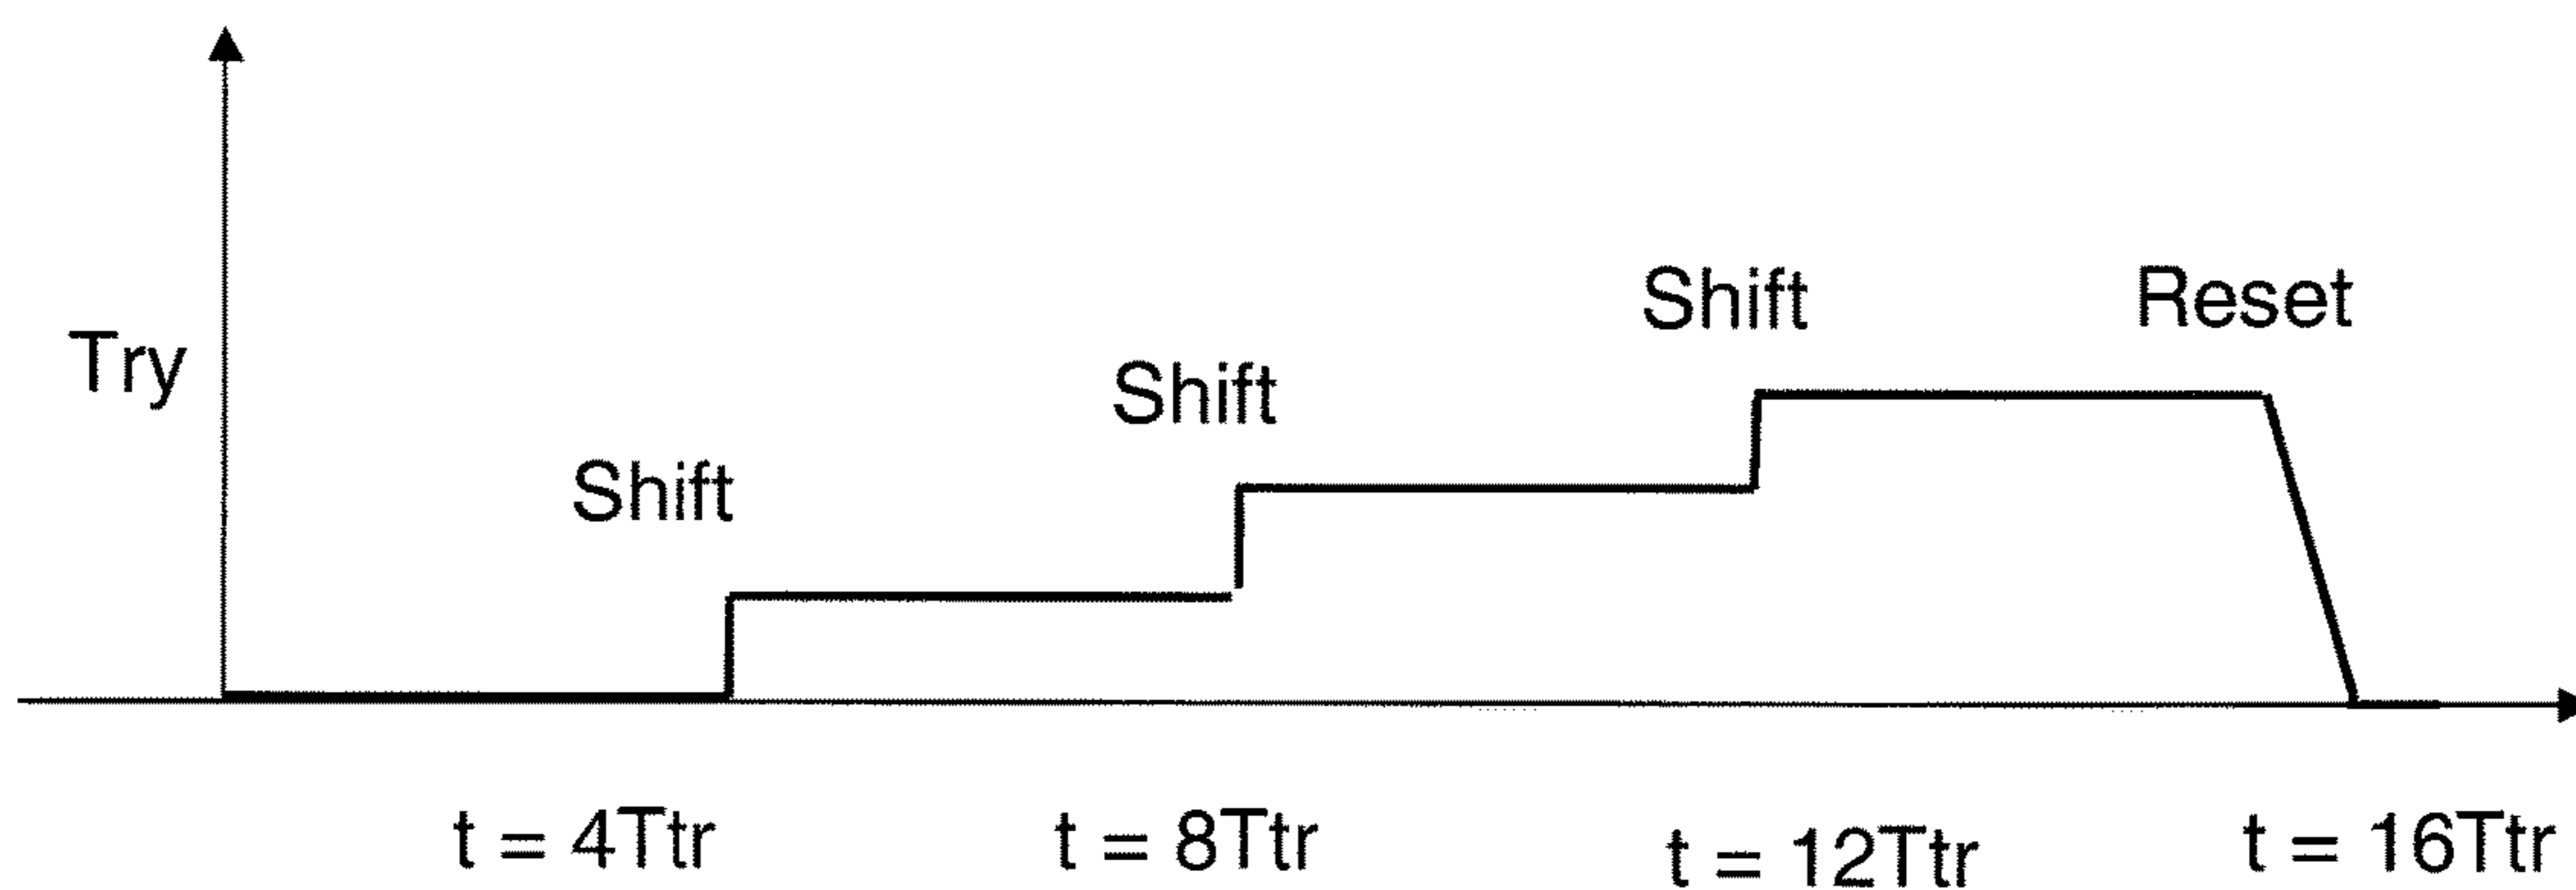 Try
Shift
Shift
Shift
Reset
t = 4Ttr
t = 8Ttr
t = 12Ttr
t = 16Ttr